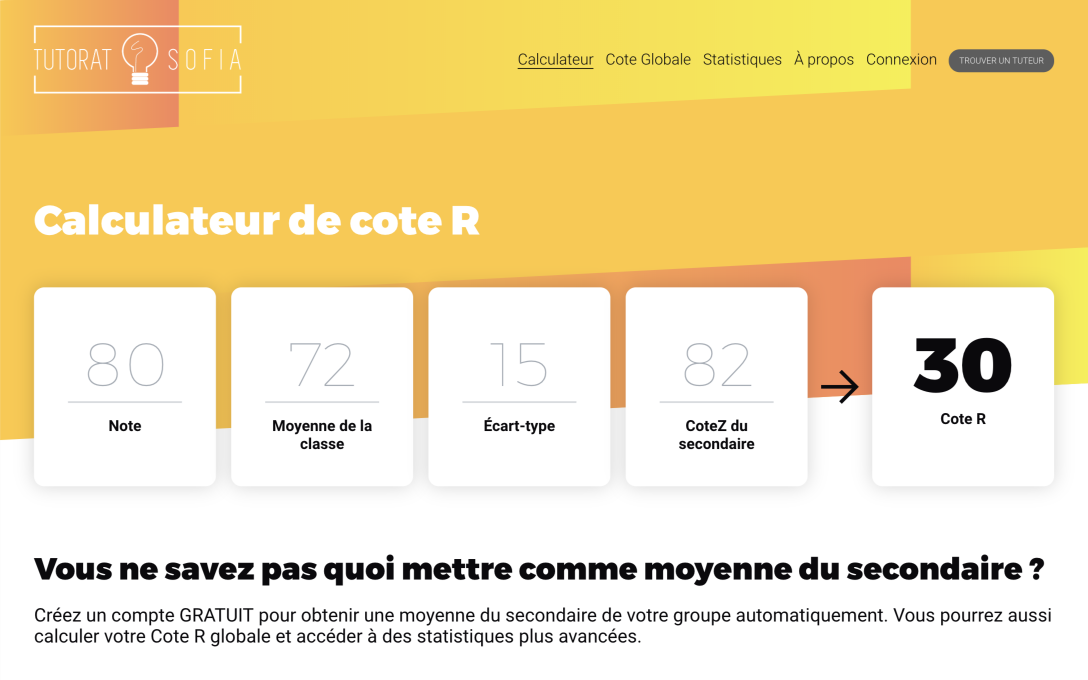 TUTORAT SOFIA
Calculateur Cote Globale Statistiques À propos Connexion TROUVER UN TUTEUR
Calculateur de cote R
80 72 15 82 30
Note Moyenne de la classe Écart-type CoteZ du secondaire Cote R
Vous ne savez pas quoi mettre comme moyenne du secondaire ?
Créez un compte GRATUIT pour obtenir une moyenne du secondaire de votre groupe automatiquement. Vous pourrez aussi
calculer votre Cote R globale et accéder à des statistiques plus avancées.